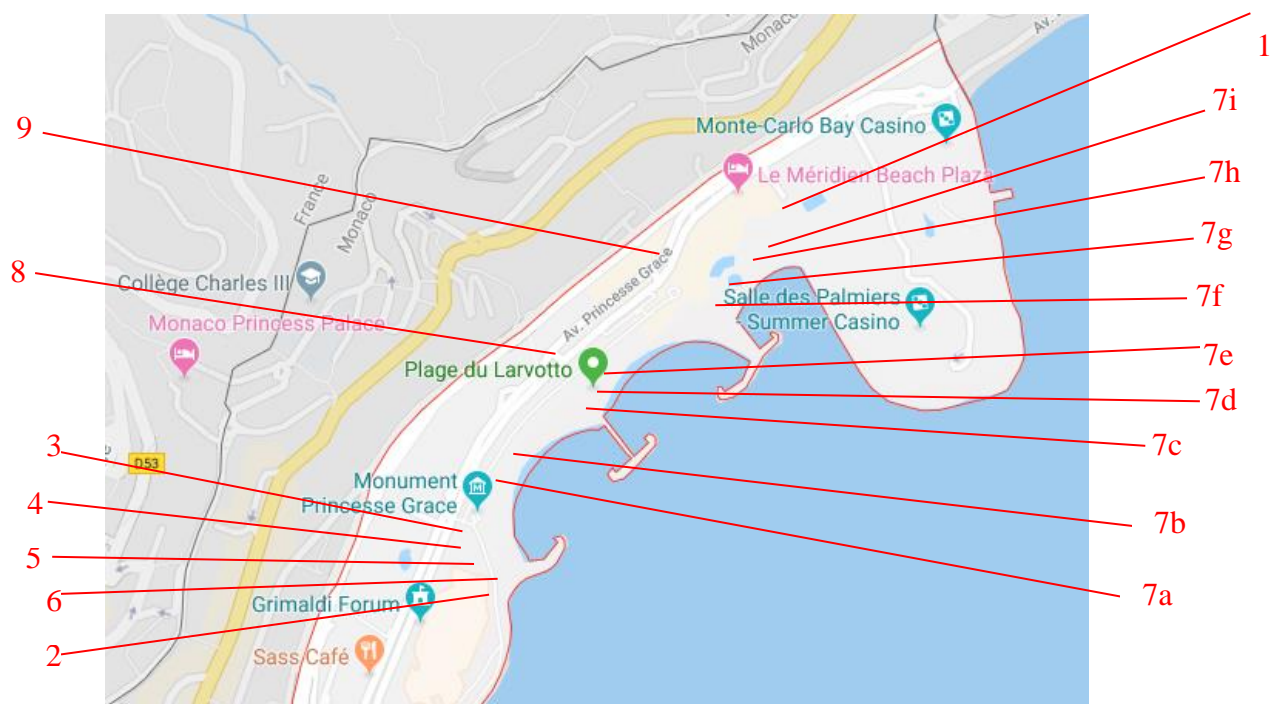 1
Monaco
Av.
7i
Monte-Carlo Bay Casino
9
Le Méridien Beach Plaza
7h
France
Monaco
7g
8
Collège Charles III
Av. Princesse Grace
Salle des Palmiers
- Summer Casino
7f
Monaco Princess Palace
Plage du Larvotto
7e
7d
3
D53
7c
4
Monument
Princesse Grace
7b
5
6
Grimaldi Forum
7a
2
Sass Café